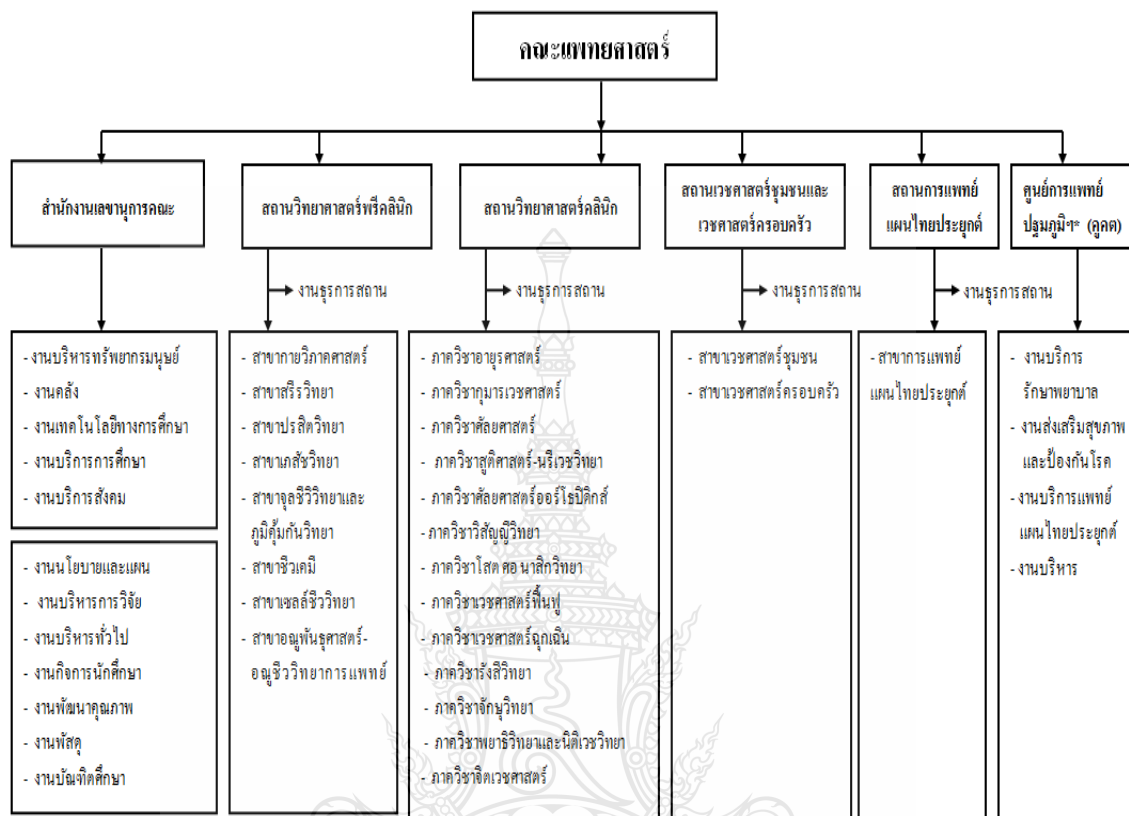 คณะแพทยศาสตร์
สำนักงานเลขานุการคณะ
สถานวิทยาศาสตร์พรีคลินิก
สถานวิทยาศาสตร์คลินิก
สถานเวชศาสตร์ชุมชนและ
เวชศาสตร์ครอบครัว
สถานการแพทย์
แผนไทยประยุกต์
ศูนย์การแพทย์
ปฐมภูมิฯ* (คูคต)
งานธุรการสถาน
งานธุรการสถาน
งานธุรการสถาน
งานธุรการสถาน
- งานบริหารทรัพยากรมนุษย์
- งานคลัง
- งานเทคโนโลยีทางการศึกษา
- งานบริการการศึกษา
- งานบริการสังคม
- งานนโยบายและแผน
- งานบริหารการวิจัย
- งานบริหารทั่วไป
- งานกิจการนักศึกษา
- งานพัฒนาคุณภาพ
- งานพัสดุ
- งานบัณฑิตศึกษา
- สาขากายวิภาคศาสตร์
- สาขาสรีรวิทยา
- สาขาปรสิตวิทยา
- สาขาเภสัชวิทยา
- สาขาจุลชีวิวิทยาและ
ภูมิคุ้มกันวิทยา
- สาขาชีวเคมี
- สาขาเซลล์ชีววิทยา
- สาขาอณูพันธุศาสตร์-
อณูชีววิทยาการแพทย์
- ภาควิชาอายุรศาสตร์
- ภาควิชากุมารเวชศาสตร์
- ภาควิชาศัลยศาสตร์
- ภาควิชาสูติศาสตร์-นรีเวชวิทยา
- ภาควิชาศัลยศาสตร์ออร์โธปิดิกส์
- ภาควิชาวิสัญญีวิทยา
- ภาควิชาโสต ศอ นาสิกวิทยา
- ภาควิชาเวชศาสตร์ฟื้นฟู
- ภาควิชาเวชศาสตร์ฉุกเฉิน
- ภาควิชารังสีวิทยา
- ภาควิชาจักษุวิทยา
- ภาควิชาพยาธิวิทยาและนิติเวชวิทยา
- ภาควิชาจิตเวชศาสตร์
- สาขาเวชศาสตร์ชุมชน
- สาขาเวชศาสตร์ครอบครัว
- สาขาการแพทย์
แผนไทยประยุกต์
- งานบริการ
รักษาพยาบาล
- งานส่งเสริมสุขภาพ
และป้องกันโรค
- งานบริการแพทย์
แผนไทยประยุกต์
- งานบริหาร